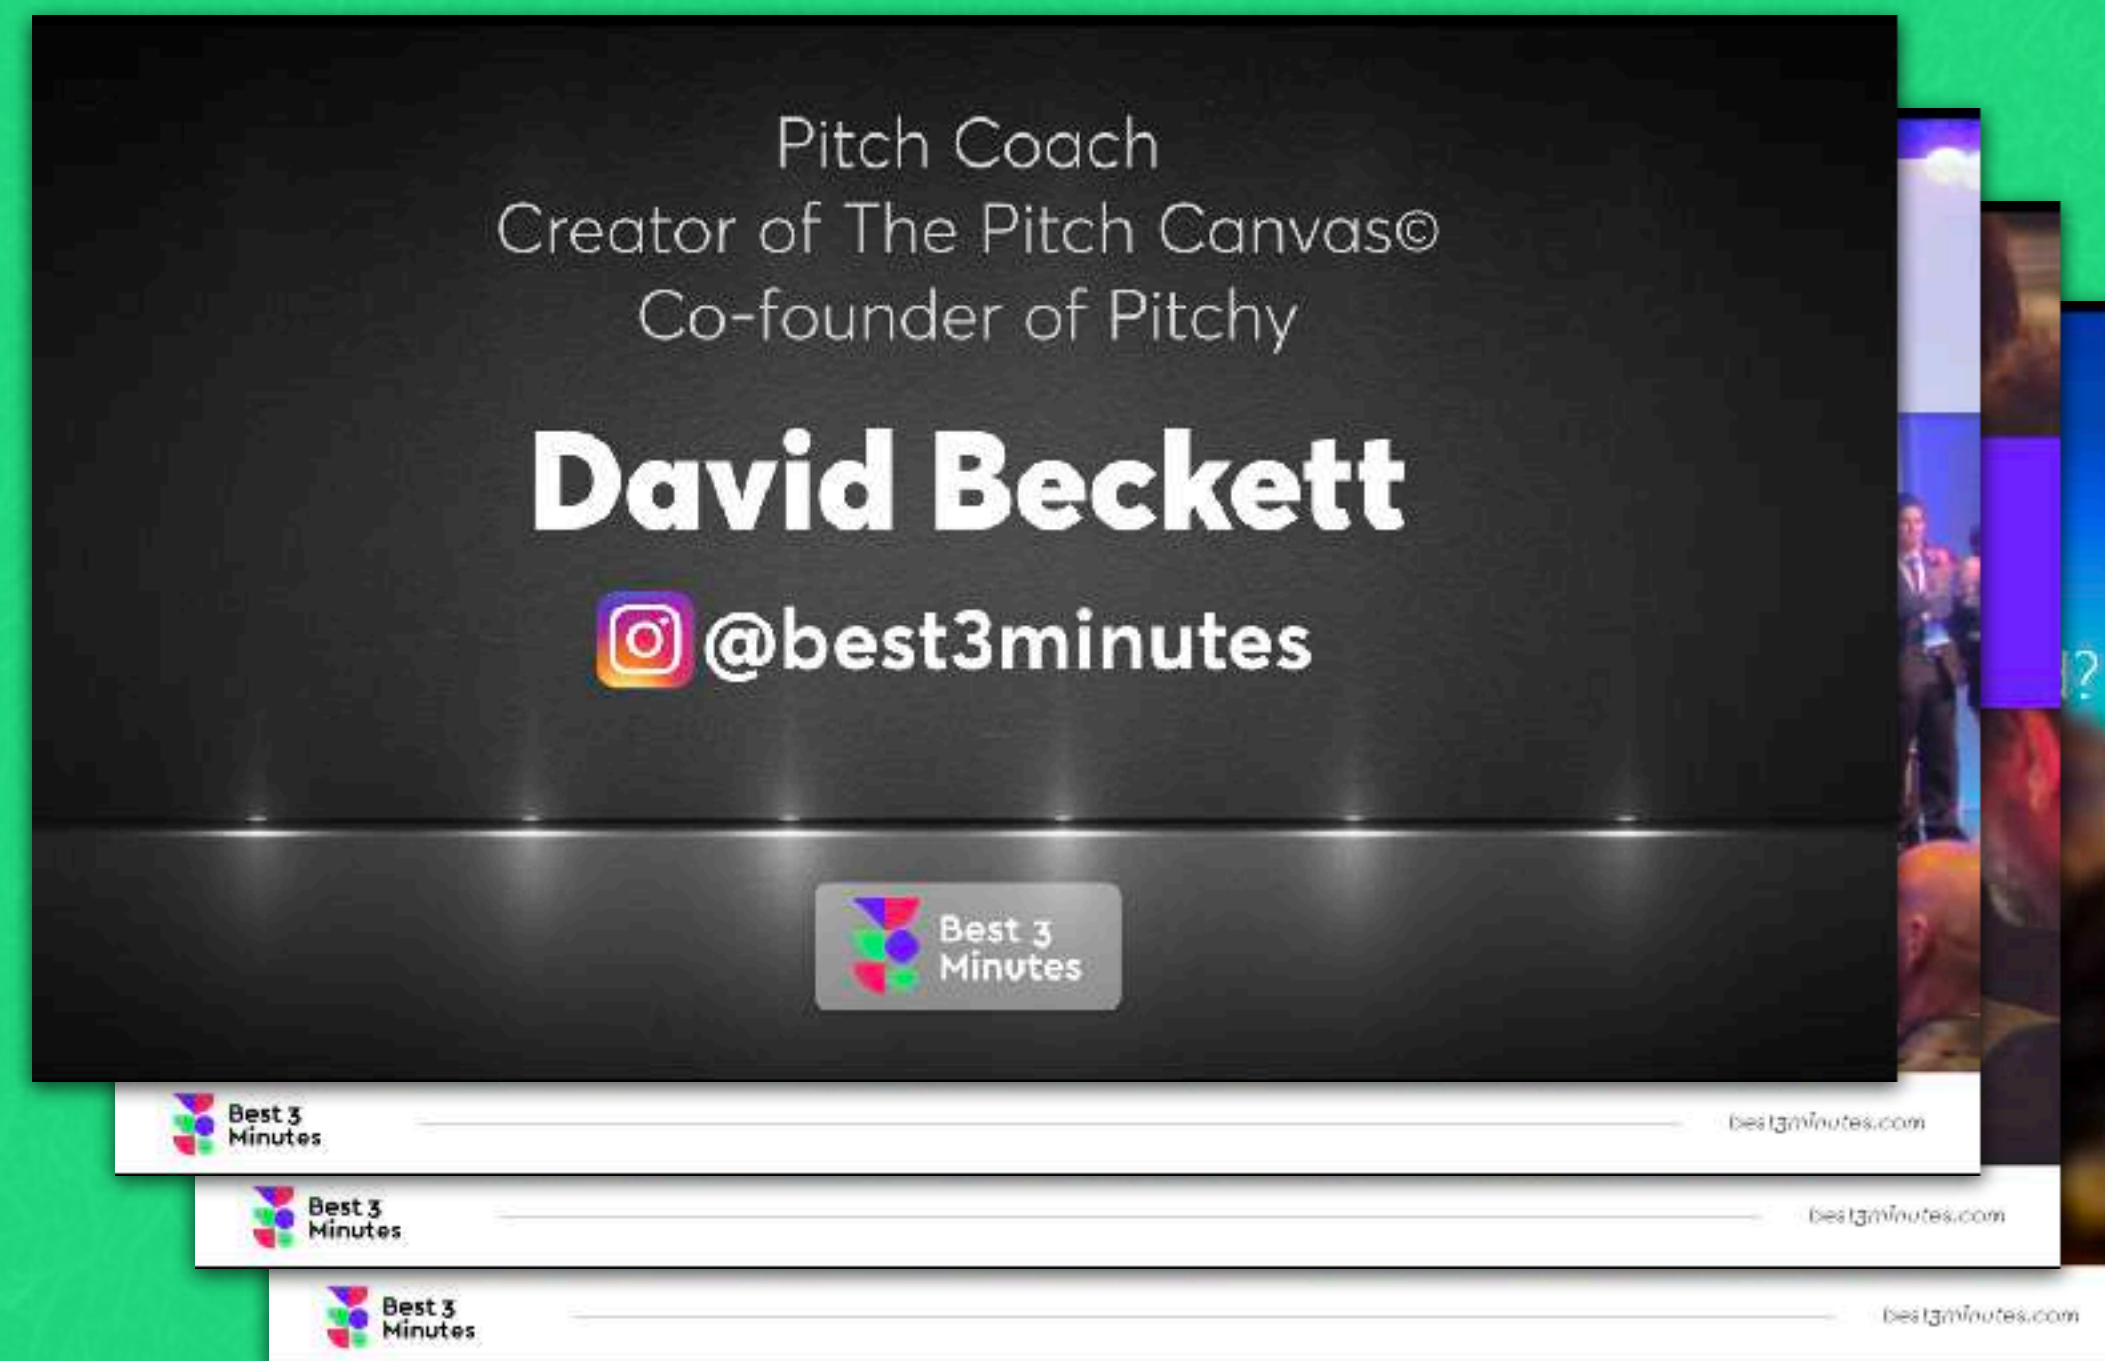 Pitch Coach
Creator of The Pitch Canvas©
Co-founder of Pitchy
David Beckett
@best3minutes
Best 3
Minutes
Best 3
Minutes
best3minutes.com
Best 3
Minutes
best3minutes.com
Best 3
Minutes
best3minutes.com